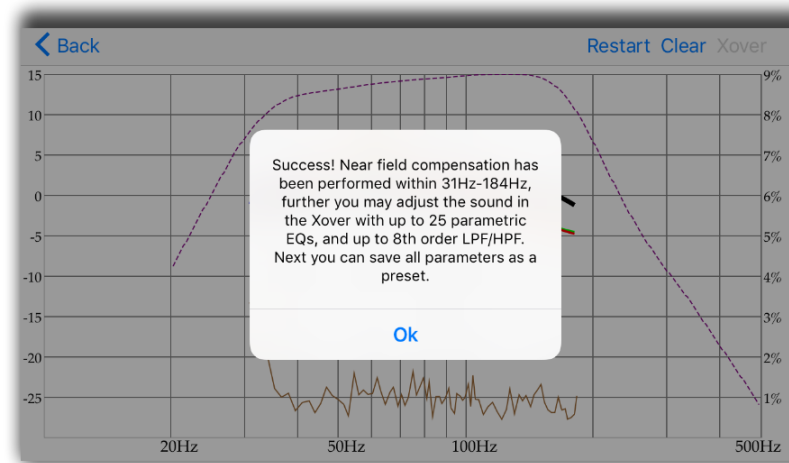 Back Restart Clear Xover
15 9%
10 8%
5 7%
0 6%
-5 5%
-10 4%
-15 3%
-20 2%
-25 1%
Success! Near field compensation has
been performed within 31Hz-184Hz,
further you may adjust the sound in
the Xover with up to 25 parametric
EQs, and up to 8th order LPF/HPF.
Next you can save all parameters as a
preset.
Ok
20Hz 50Hz 100Hz 500Hz